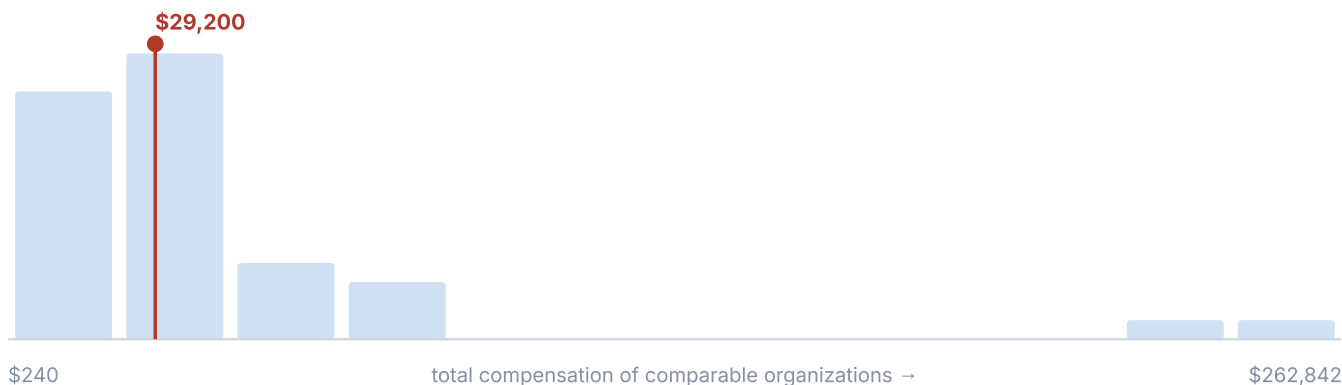 $29,200
$240
total compensation of comparable organizations →
$262,842